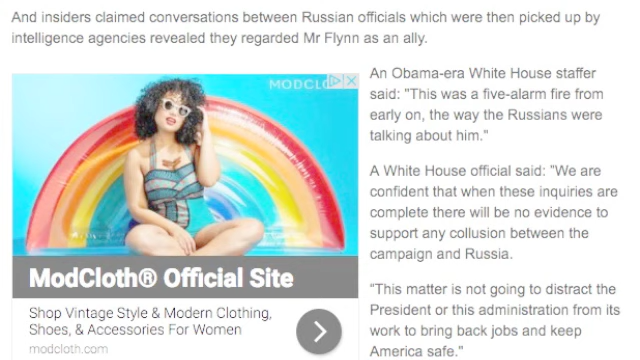 And insiders claimed conversations between Russian officials which were then picked up by
intelligence agencies revealed they regarded Mr Flynn as an ally.
MODCL
ModCloth® Official Site
Shop Vintage Style & Modern Clothing,
Shoes, & Accessories For Women
modcloth.com
An Obama-era White House staffer
said: "This was a five-alarm fire from
early on, the way the Russians were
talking about him."
A White House official said: "We are
confident that when these inquiries are
complete there will be no evidence to
support any collusion between the
campaign and Russia.
"This matter is not going to distract the
President or this administration from its
work to bring back jobs and keep
America safe."